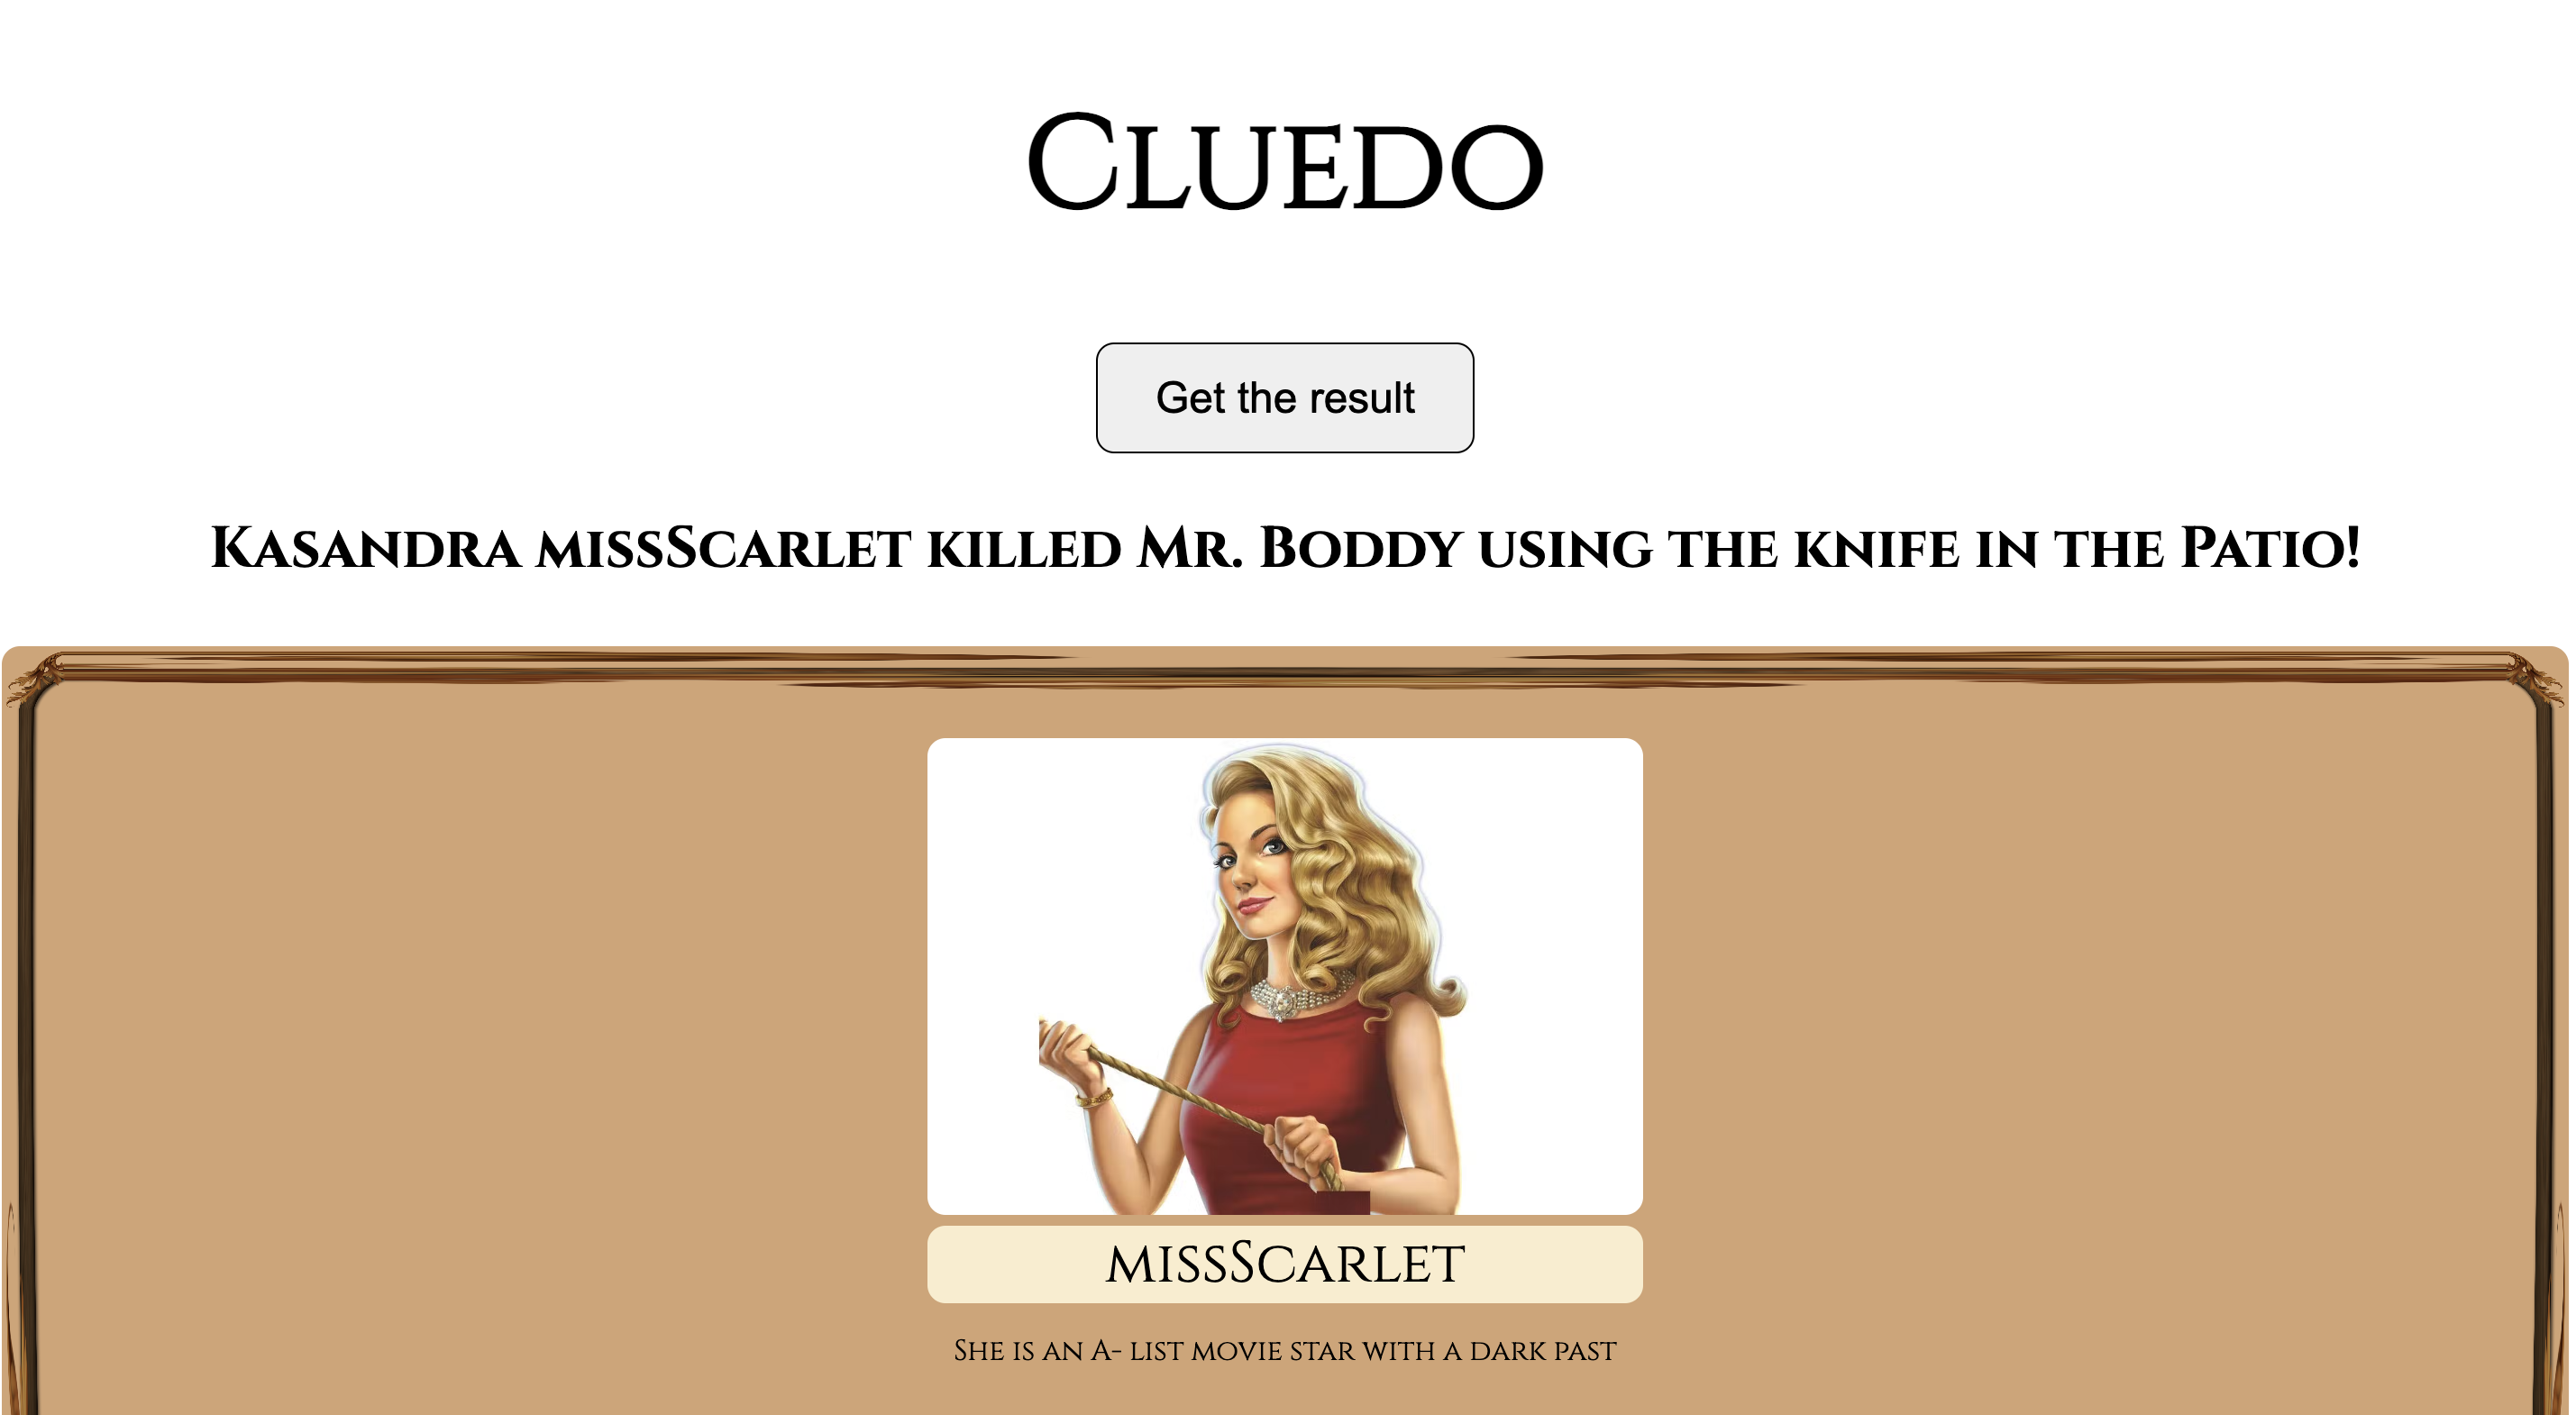 Cluedo
Get the result
Kasandra missScarlet killed Mr. Boddy using the knife in the Patio!
missScarlet
She is an A- list movie star with a dark past